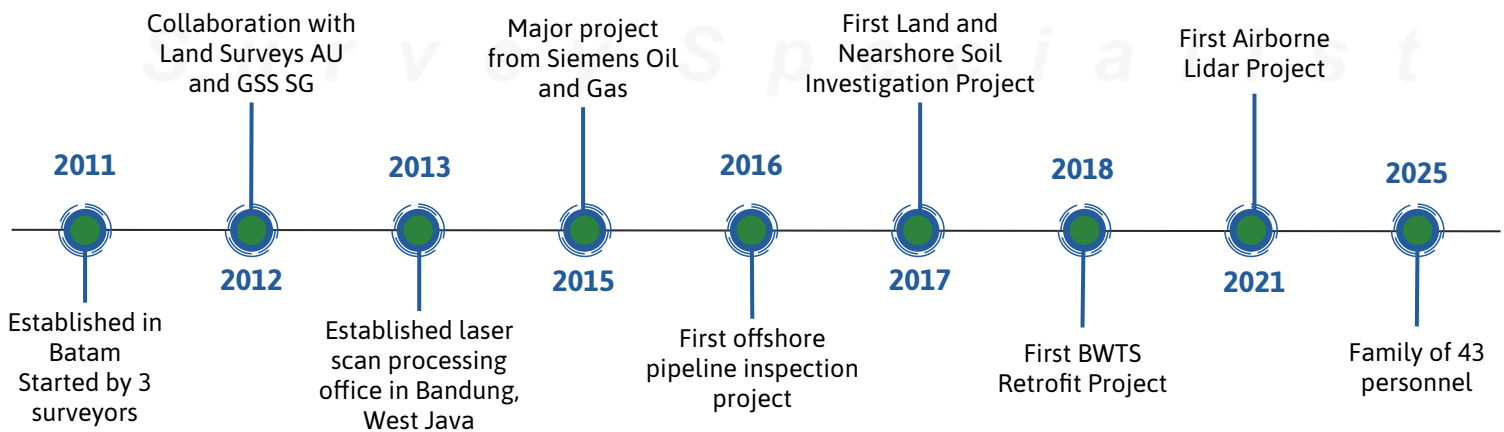 Survey Specialist
2011
Established in
Batam
Started by 3
surveyors
Collaboration with
Land Surveys AU
and GSS SG
2012
2013
Established laser
scan processing
office in Bandung,
West Java
Major project
from Siemens Oil
and Gas
2015
2016
First offshore
pipeline inspection
project
First Land and
Nearshore Soil
Investigation Project
2017
2018
First BWTS
Retrofit Project
First Airborne
Lidar Project
2021
2025
Family of 43
personnel